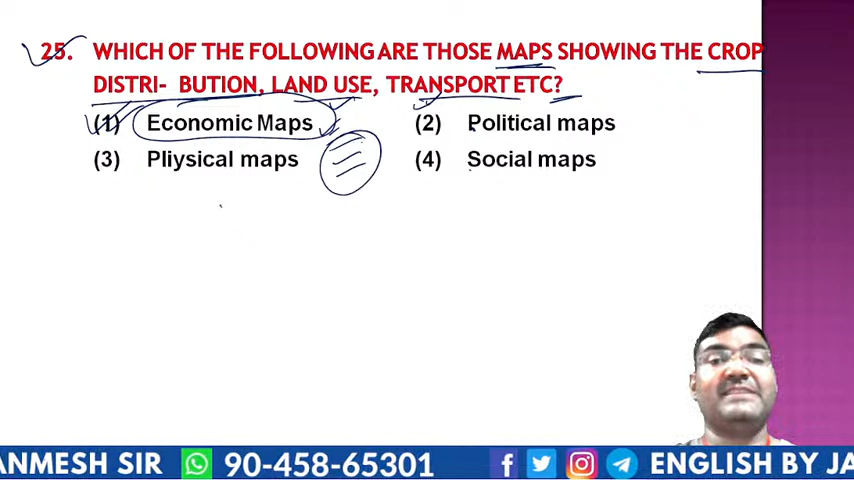 25. WHICH OF THE FOLLOWING ARE THOSE MAPS SHOWING THE CROP
DISTRI- BUTION, LAND USE, TRANSPORT ETC?
(1) Economic Maps (2) Political maps
(3) Pliysical maps (4) Social maps
ANMESH SIR 90-458-65301 ENGLISH BY JA